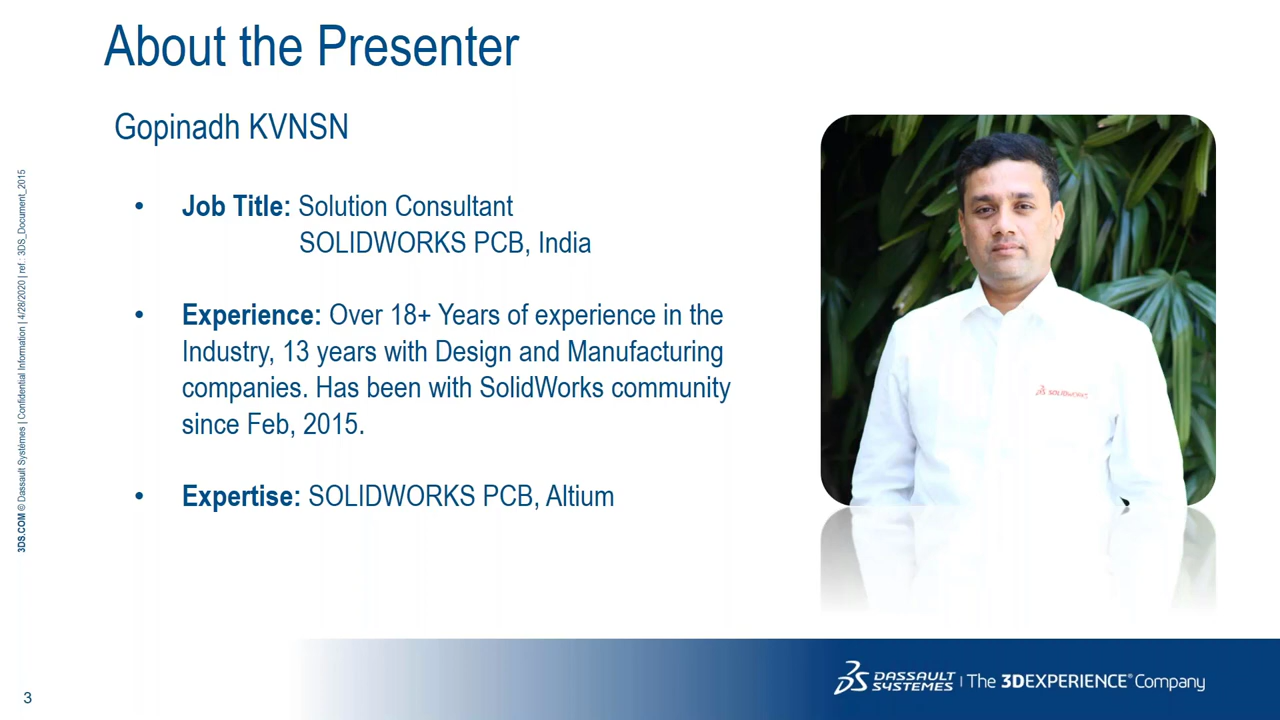 About the Presenter
Gopinadh KVNSN
• Job Title: Solution Consultant
SOLIDWORKS PCB, India
• Experience: Over 18+ Years of experience in the
Industry, 13 years with Design and Manufacturing
companies. Has been with SolidWorks community
since Feb, 2015.
• Expertise: SOLIDWORKS PCB, Altium
SOLIDWORKS
3DS.COM © Dassault Systèmes | Confidential Information | 4/28/2020 | ref.: 3DS_Document_2015
3
DASSAULT SYSTEMES | The 3DEXPERIENCE® Company